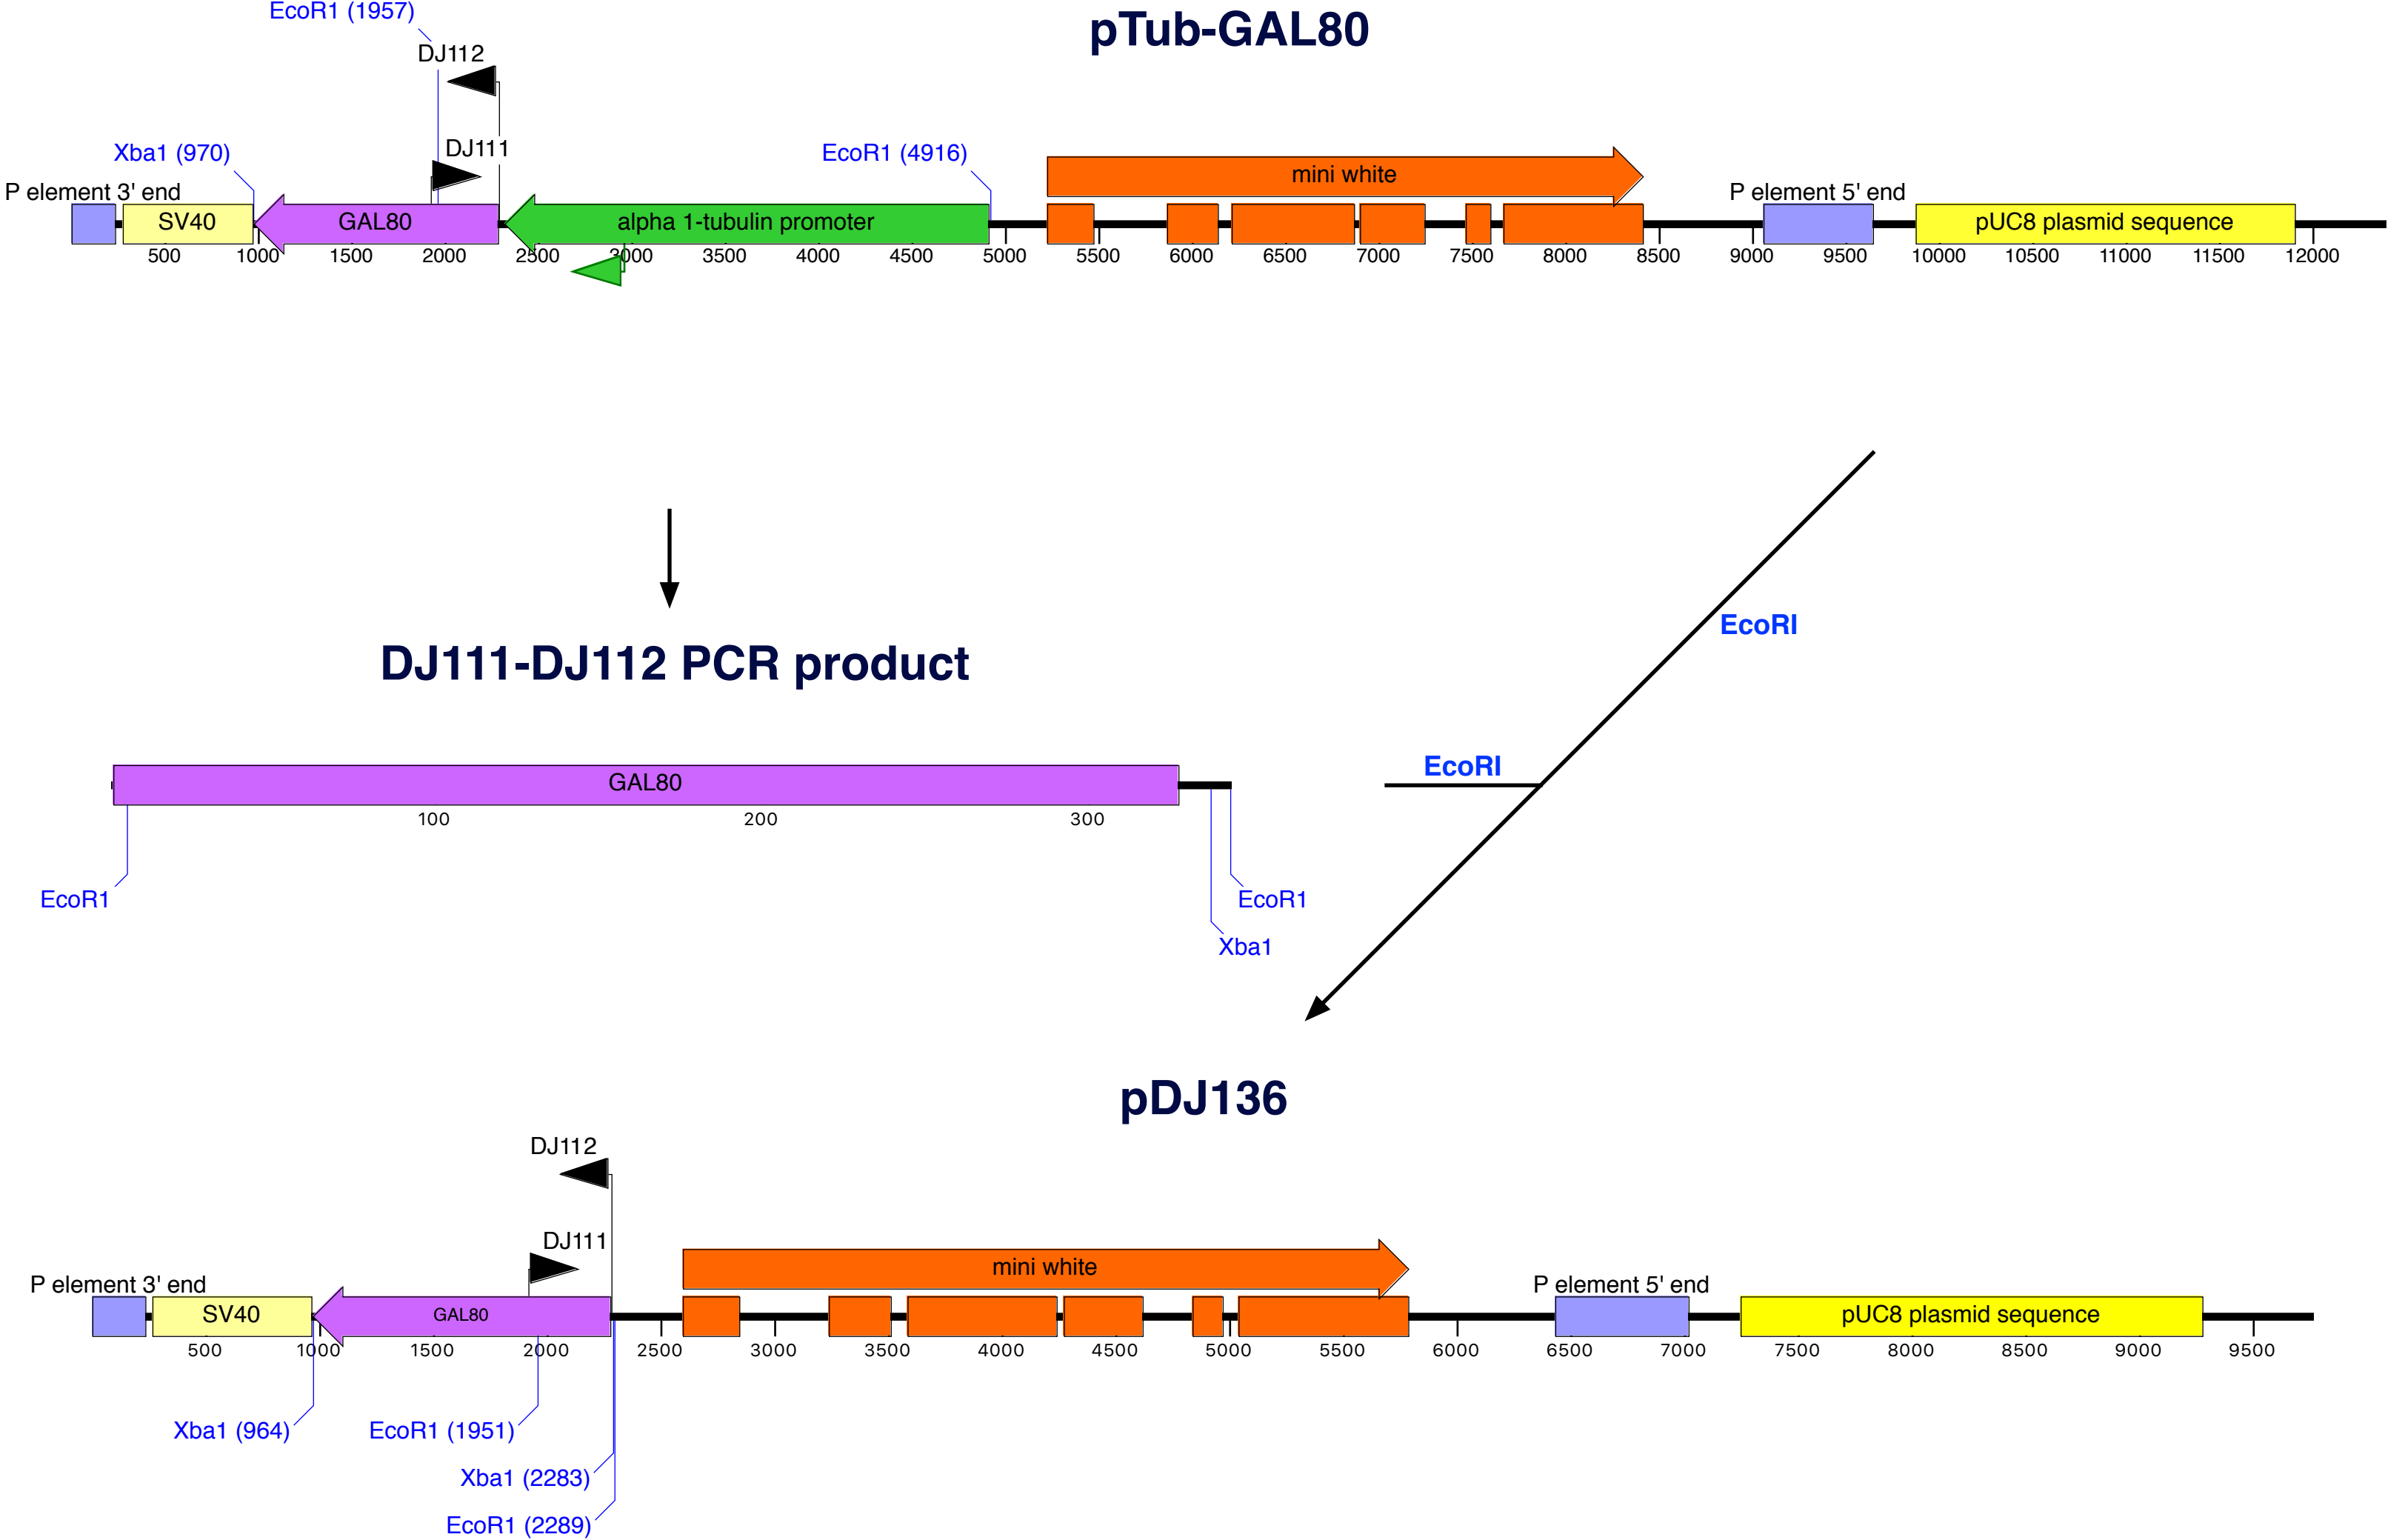 EcoR1 (1957)
pTub-GAL80
DJ112
DJ111
Xba1 (970)
EcoR1 (4916)
mini white
P element 3' end
P element 5' end
SV40
GAL80
alpha 1-tubulin promoter
pUC8 plasmid sequence
500 1000 1500 2000 2500 3000 3500 4000 4500 5000 5500 6000 6500 7000 7500 8000 8500 9000 9500 10000 10500 11000 11500 12000
EcoRI
DJ111-DJ112 PCR product
EcoRI
GAL80
100 200 300
EcoR1
EcoR1
Xba1
pDJ136
DJ112
DJ111
mini white
P element 3' end
P element 5' end
SV40
GAL80
pUC8 plasmid sequence
500 1000 1500 2000 2500 3000 3500 4000 4500 5000 5500 6000 6500 7000 7500 8000 8500 9000 9500
Xba1 (964)
EcoR1 (1951)
Xba1 (2283)
EcoR1 (2289)